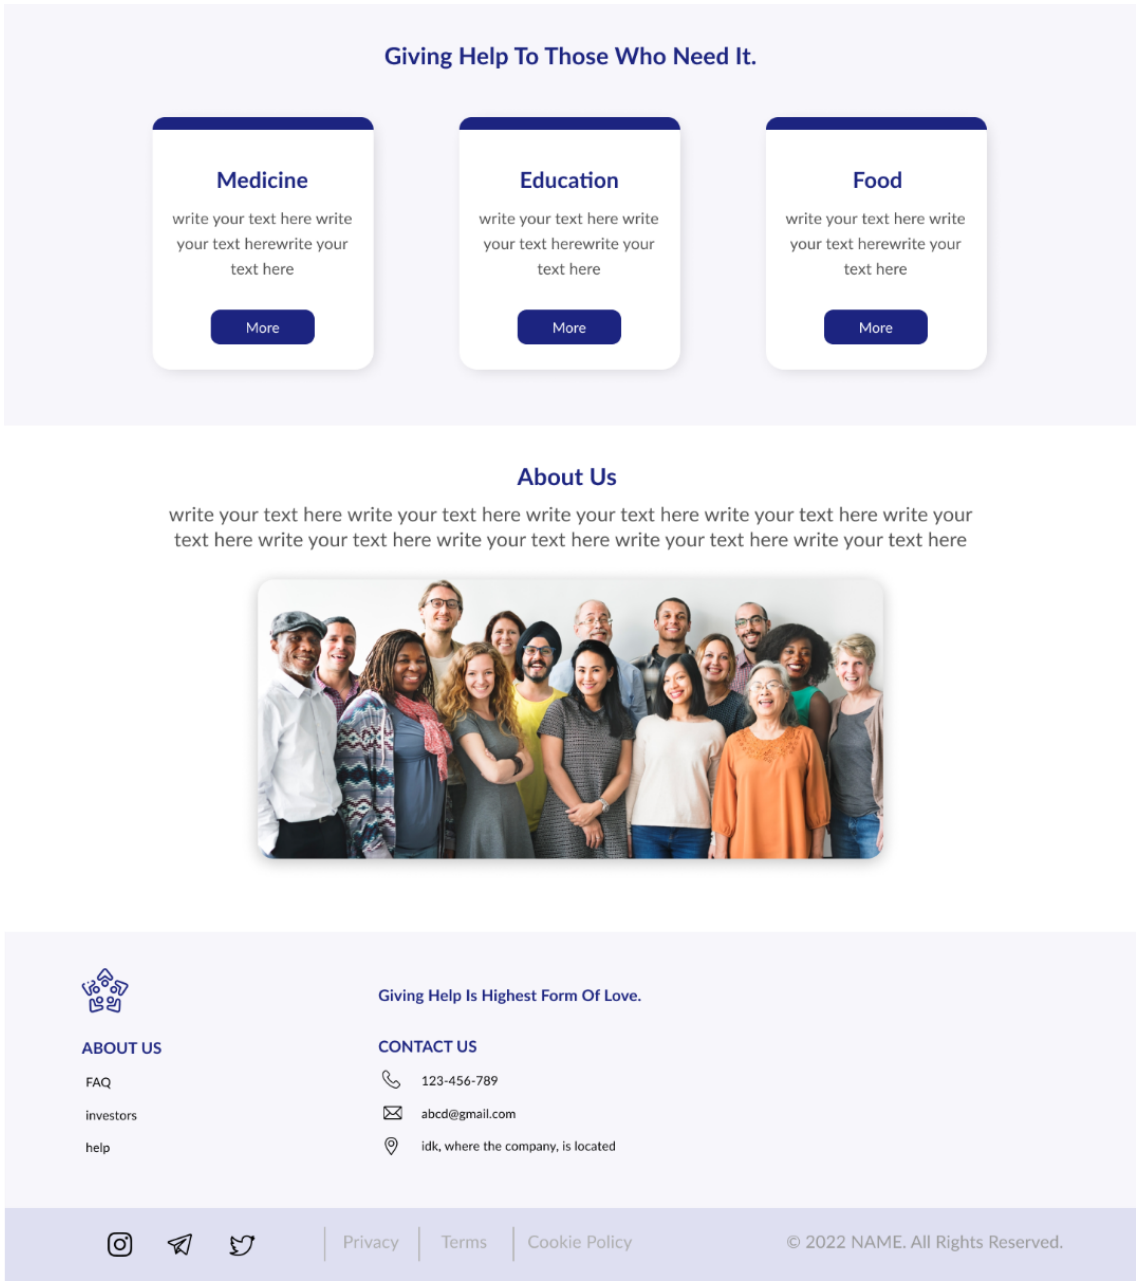 Giving Help To Those Who Need It.
Medicine
write your text here write
your text herewrite your
text here
More
Education
write your text here write
your text herewrite your
text here
More
Food
write your text here write
your text herewrite your
text here
More
About Us
write your text here write your text here write your text here write your text here write your
text here write your text here write your text here write your text here write your text here
Giving Help Is Highest Form Of Love.
ABOUT US
FAQ
investors
help
CONTACT US
123-456-789
abcd@gmail.com
idk, where the company, is located
Privacy
Terms
Cookie Policy
© 2022 NAME. All Rights Reserved.